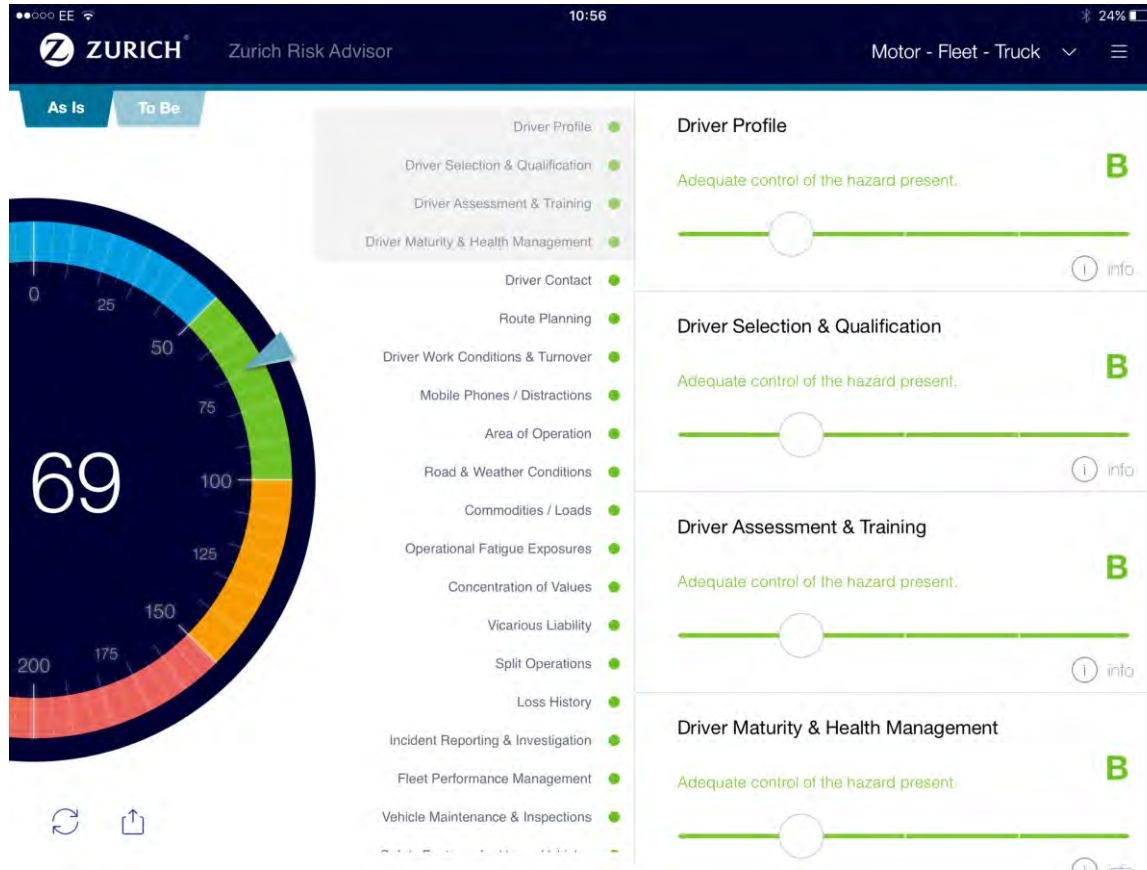 EE 10:56 24%
ZURICH® Zurich Risk Advisor Motor - Fleet - Truck
As Is To Be
0
25
50
75
100
125
150
175
200
69
Driver Profile
Driver Selection & Qualification
Driver Assessment & Training
Driver Maturity & Health Management
Driver Contact
Route Planning
Driver Work Conditions & Turnover
Mobile Phones / Distractions
Area of Operation
Road & Weather Conditions
Commodities / Loads
Operational Fatigue Exposures
Concentration of Values
Vicarious Liability
Split Operations
Loss History
Incident Reporting & Investigation
Fleet Performance Management
Vehicle Maintenance & Inspections
Driver Profile
B
Adequate control of the hazard present.
info
Driver Selection & Qualification
B
Adequate control of the hazard present.
info
Driver Assessment & Training
B
Adequate control of the hazard present.
info
Driver Maturity & Health Management
B
Adequate control of the hazard present.